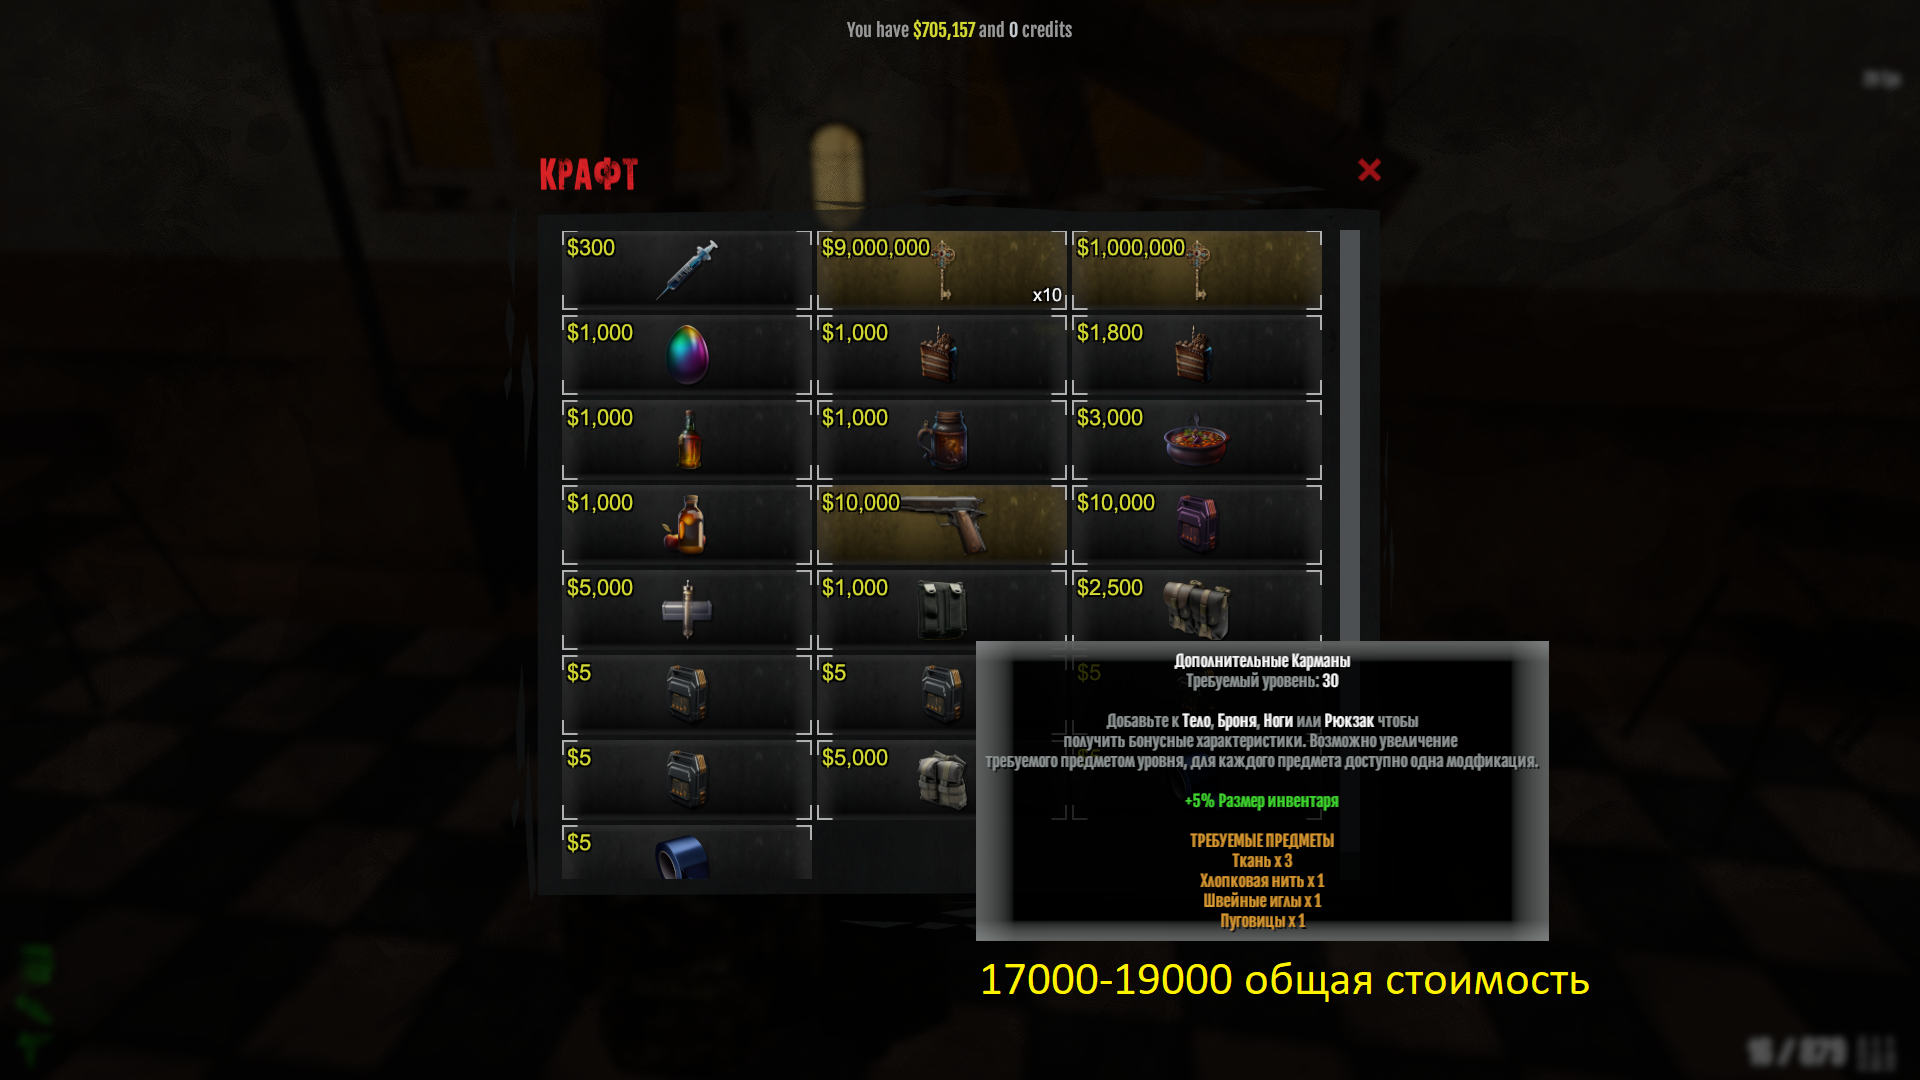 You have $705,157 and 0 credits
КРАФТ
$300
$9,000,000
x10
$1,000,000
$1,000
$1,000
$1,800
$1,000
$1,000
$3,000
$1,000
$10,000
$10,000
$5,000
$1,000
$2,500
$5
$5
$5
$5
$5,000
$5
Дополнительные Карманы
Требуемый уровень: 30
Добавьте к Тело, Броня, Ноги или Рюкзак чтобы
получить бонусные характеристики. Возможно увеличение
требуемого предметом уровня, для каждого предмета доступно одна модфикация.
+5% Размер инвентаря
ТРЕБУЕМЫЕ ПРЕДМЕТЫ
Ткань x 3
Хлопковая нить x 1
Швейные иглы x 1
Пуговицы x 1
17000-19000 общая стоимость
16 / 879